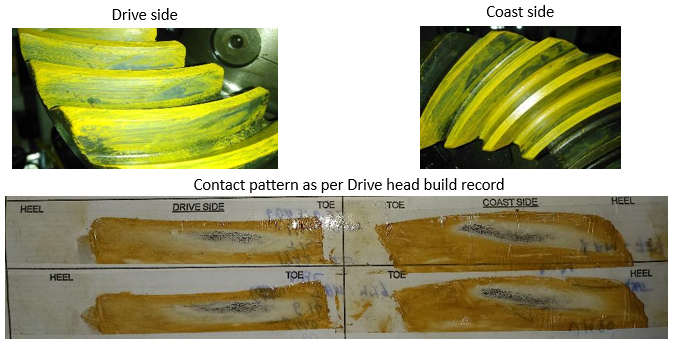 Drive side
Coast side
Contact pattern as per Drive head build record
HEEL DRIVE SIDE TOE TOE COAST SIDE HEEL
HEEL TOE TOE HEEL